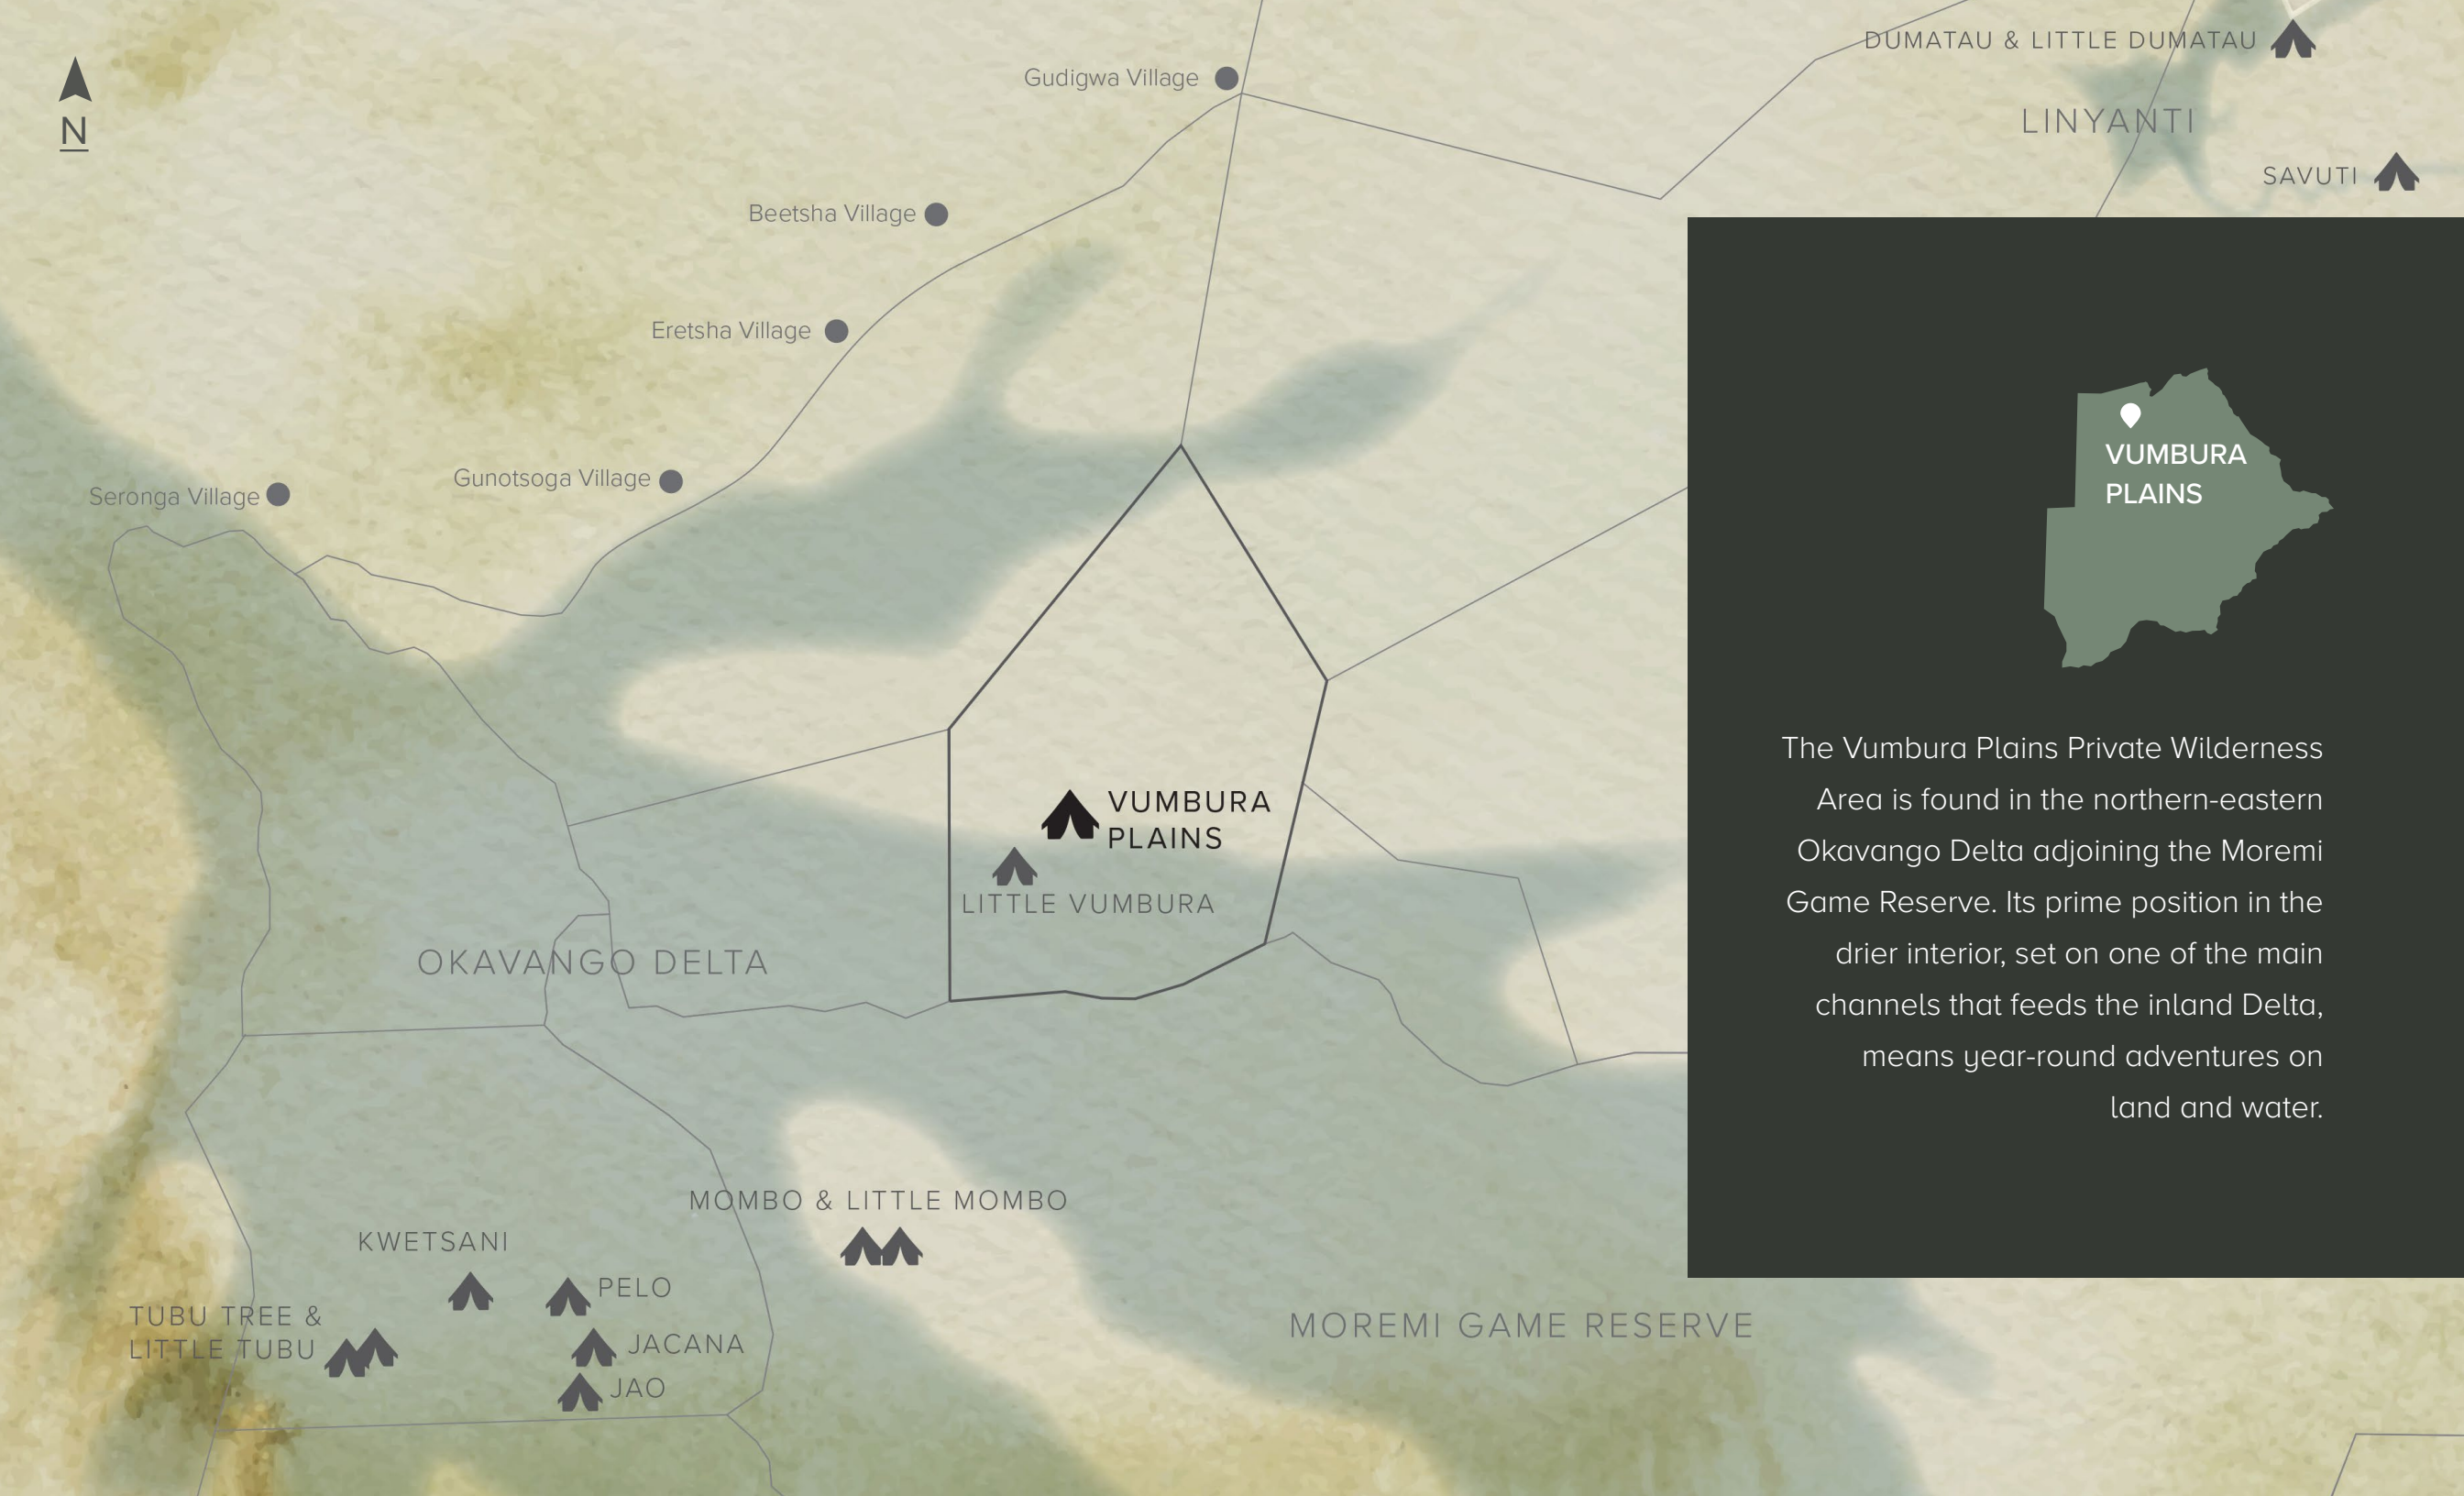 DUMATAU & LITTLE DUMATAU
Gudigwa Village
N
LINYANTI
SAVUTI
Beetsha Village
Eretsha Village
Gunotsoga Village
Seronga Village
VUMBURA
PLAINS
LITTLE VUMBURA
OKAVANGO DELTA
MOMBO & LITTLE MOMBO
KWETSANI
PELO
TUBU TREE &
LITTLE TUBU
JACANA
JAO
MOREMI GAME RESERVE
VUMBURA
PLAINS
The Vumbura Plains Private Wilderness
Area is found in the northern-eastern
Okavango Delta adjoining the Moremi
Game Reserve. Its prime position in the
drier interior, set on one of the main
channels that feeds the inland Delta,
means year-round adventures on
land and water.